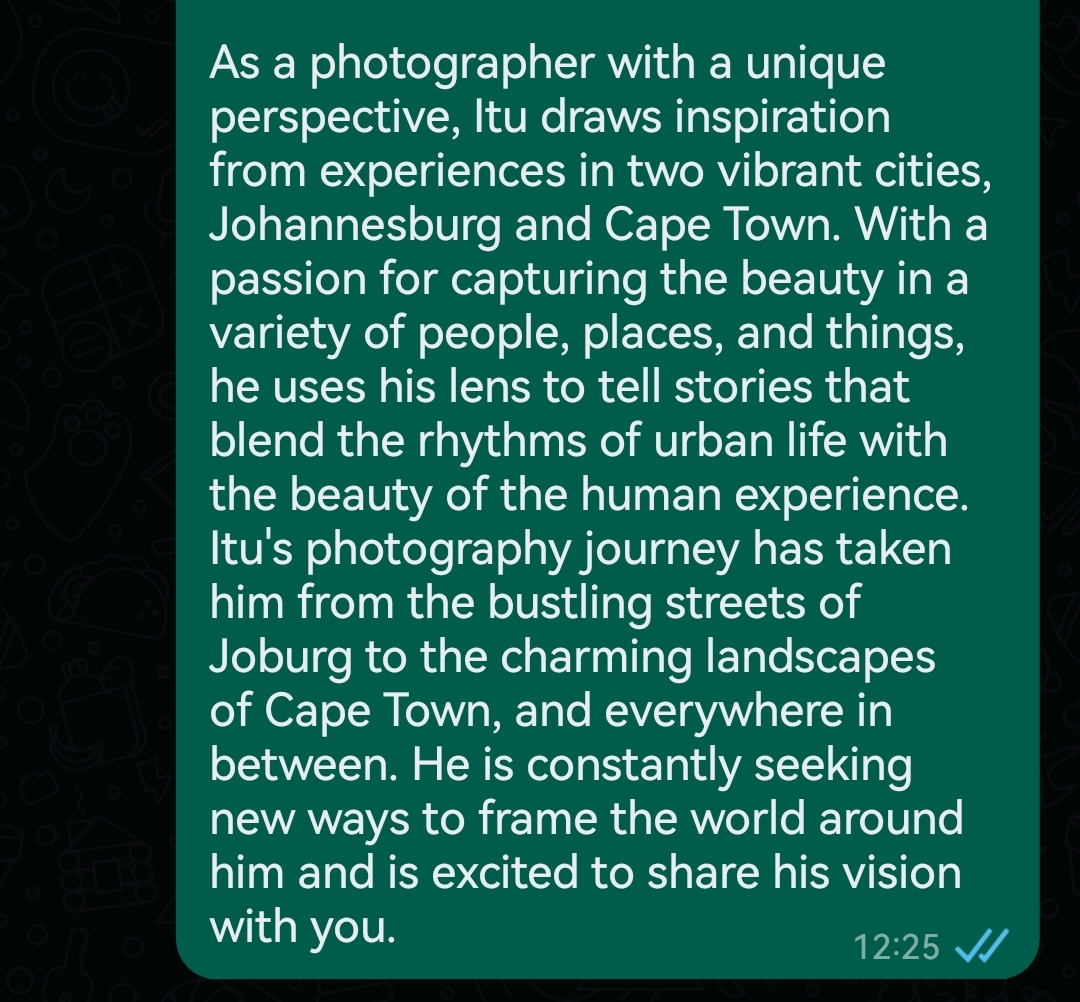 As a photographer with a unique
perspective, Itu draws inspiration
from experiences in two vibrant cities,
Johannesburg and Cape Town. With a
passion for capturing the beauty in a
variety of people, places, and things,
he uses his lens to tell stories that
blend the rhythms of urban life with
the beauty of the human experience.
Itu's photography journey has taken
him from the bustling streets of
Joburg to the charming landscapes
of Cape Town, and everywhere in
between. He is constantly seeking
new ways to frame the world around
him and is excited to share his vision
with you.
12:25